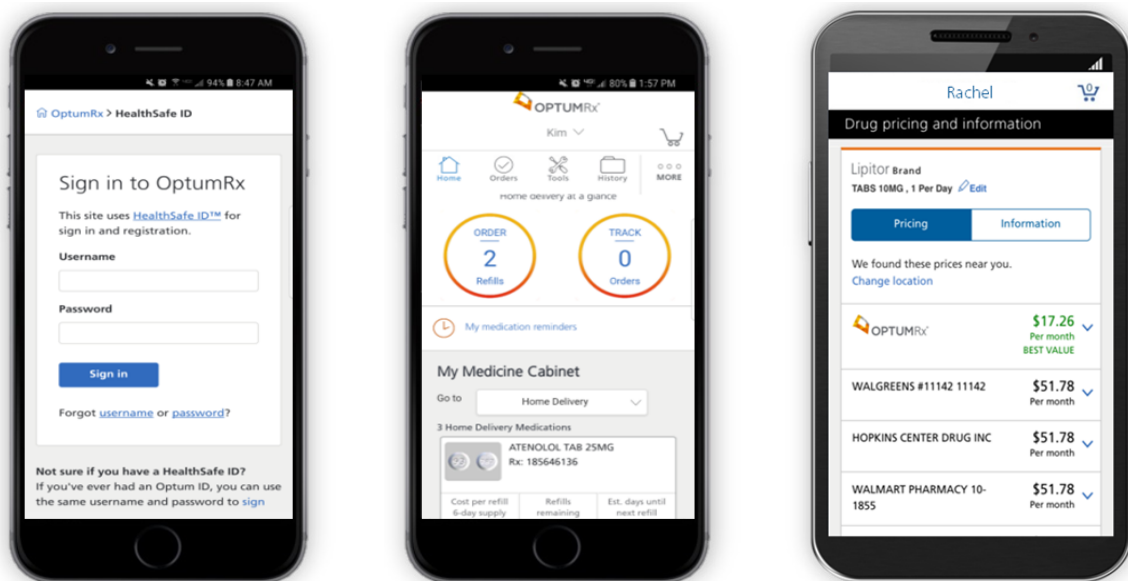 94% 8:47 AM
OptumRx > HealthSafe ID
Sign in to OptumRx
This site uses HealthSafe ID™ for
sign in and registration.
Username
Password
Sign in
Forgot username or password?
Not sure if you have a HealthSafe ID?
If you've ever had an Optum ID, you can use
the same username and password to sign
80% 1:57 PM
OPTUMRx®
Kim
Home Orders Tools History MORE
Home delivery at a glance
ORDER
2
Refills
TRACK
0
Orders
My medication reminders
My Medicine Cabinet
Go to Home Delivery
3 Home Delivery Medications
ATENOLOL TAB 25MG
Rx: 185646136
Cost per refill
6-day supply
Refills
remaining
Est. days until
next refill
Rachel
0
Drug pricing and information
Lipitor Brand
TABS 10MG , 1 Per Day Edit
Pricing Information
We found these prices near you.
Change location
OPTUMRx®
$17.26
Per month
BEST VALUE
WALGREENS #11142 11142 $51.78
Per month
HOPKINS CENTER DRUG INC $51.78
Per month
WALMART PHARMACY 10-
1855
$51.78
Per month